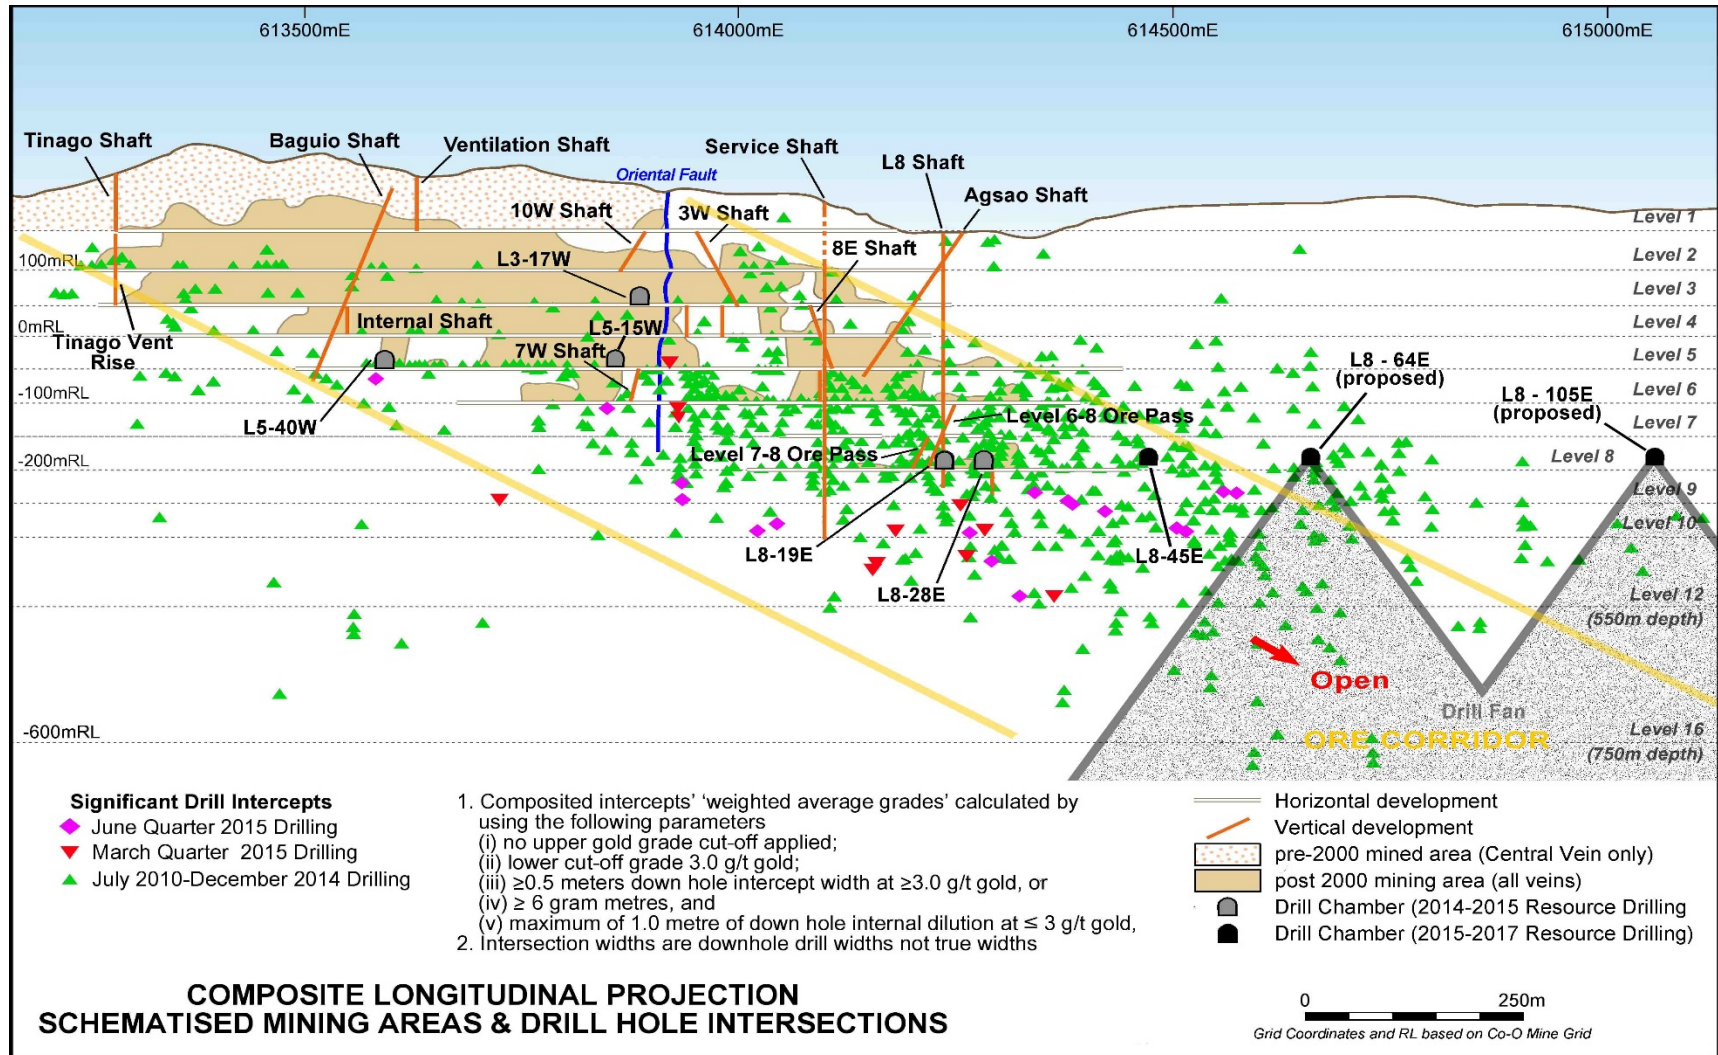 613500mE
614000mE
614500mE
615000mE
Tinago Shaft
Baguio Shaft
Ventilation Shaft
Service Shaft
L8 Shaft
Agsao Shaft
Oriental Fault
10W Shaft
3W Shaft
8E Shaft
L3-17W
Level 1
Level 2
100mRL
Level 3
Internal Shaft
L5-15W
Level 4
0mRL
Tinago Vent
Rise
7W Shaft
Level 5
L8 - 64E
(proposed)
Level 6
-100mRL
L8 - 105E
(proposed)
L5-40W
Level 6-8 Ore Pass
Level 7
Level 7-8 Ore Pass
-200mRL
Level 8
Level 9
Level 10
L8-19E
L8-45E
L8-28E
Level 12
(550m depth)
Open
Drill Fan
ORE CORRIDOR
-600mRL
Level 16
(750m depth)
Significant Drill Intercepts
June Quarter 2015 Drilling
March Quarter 2015 Drilling
July 2010-December 2014 Drilling
1. Composited intercepts' 'weighted average grades' calculated by
using the following parameters
(i) no upper gold grade cut-off applied;
(ii) lower cut-off grade 3.0 g/t gold;
(iii) ≥0.5 meters down hole intercept width at ≥3.0 g/t gold, or
(iv) ≥ 6 gram metres, and
(v) maximum of 1.0 metre of down hole internal dilution at ≤ 3 g/t gold,
2. Intersection widths are downhole drill widths not true widths
Horizontal development
Vertical development
pre-2000 mined area (Central Vein only)
post 2000 mining area (all veins)
Drill Chamber (2014-2015 Resource Drilling
Drill Chamber (2015-2017 Resource Drilling)
COMPOSITE LONGITUDINAL PROJECTION
SCHEMATISED MINING AREAS & DRILL HOLE INTERSECTIONS
0
250m
Grid Coordinates and RL based on Co-O Mine Grid